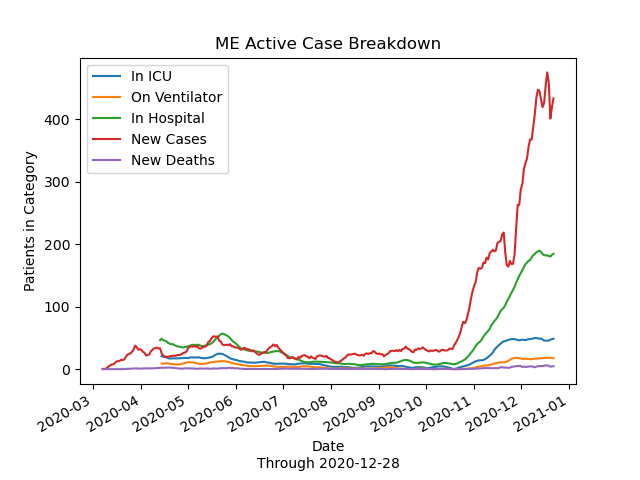 ME Active Case Breakdown
In ICU
On Ventilator
In Hospital
New Cases
New Deaths
Patients in Category
400
300
200
100
0
2020-03
2020-04
2020-05
2020-06
2020-07
2020-08
2020-09
2020-10
2020-11
2020-12
2021-01
Date
Through 2020-12-28